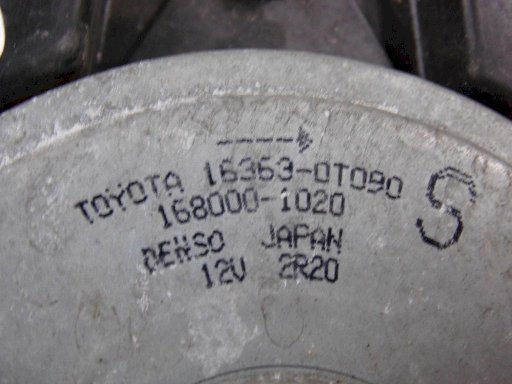 TOYOTA 16363-0T090
168000-1020
DENSO JAPAN
12V 2R20
S